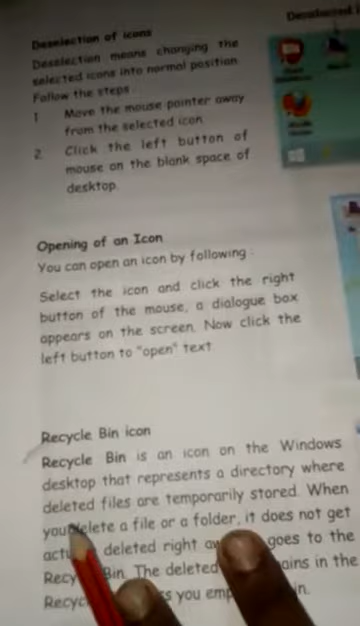 Deselection of icons
Deselection means changing the
selected icons into normal position.
Follow the steps
1. Move the mouse pointer away
from the selected icon.
2. Click the left button of
mouse on the blank space of
desktop.
Opening of an Icon
You can open an icon by following :
Select the icon and click the right
button of the mouse, a dialogue box
appears on the screen. Now click the
left button to "open" text.
Recycle Bin icon
Recycle Bin is an icon on the Windows
desktop that represents a directory where
deleted files are temporarily stored. When
you delete a file or a folder, it does not get
deleted right goes to the
Bin. The deleted in the
you